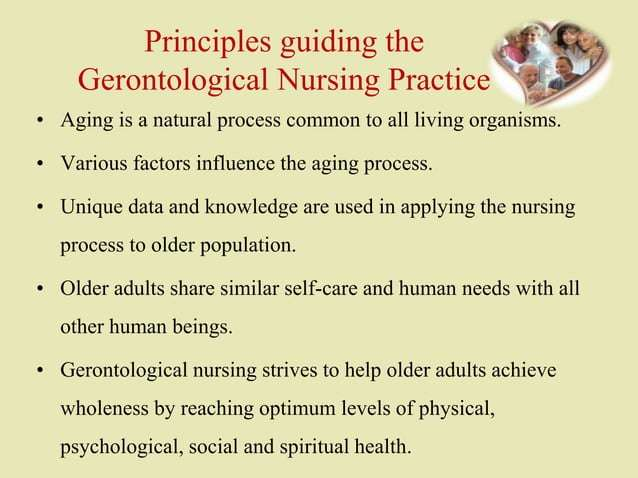 Principles guiding the
Gerontological Nursing Practice
• Aging is a natural process common to all living organisms.
• Various factors influence the aging process.
• Unique data and knowledge are used in applying the nursing
process to older population.
• Older adults share similar self-care and human needs with all
other human beings.
• Gerontological nursing strives to help older adults achieve
wholeness by reaching optimum levels of physical,
psychological, social and spiritual health.